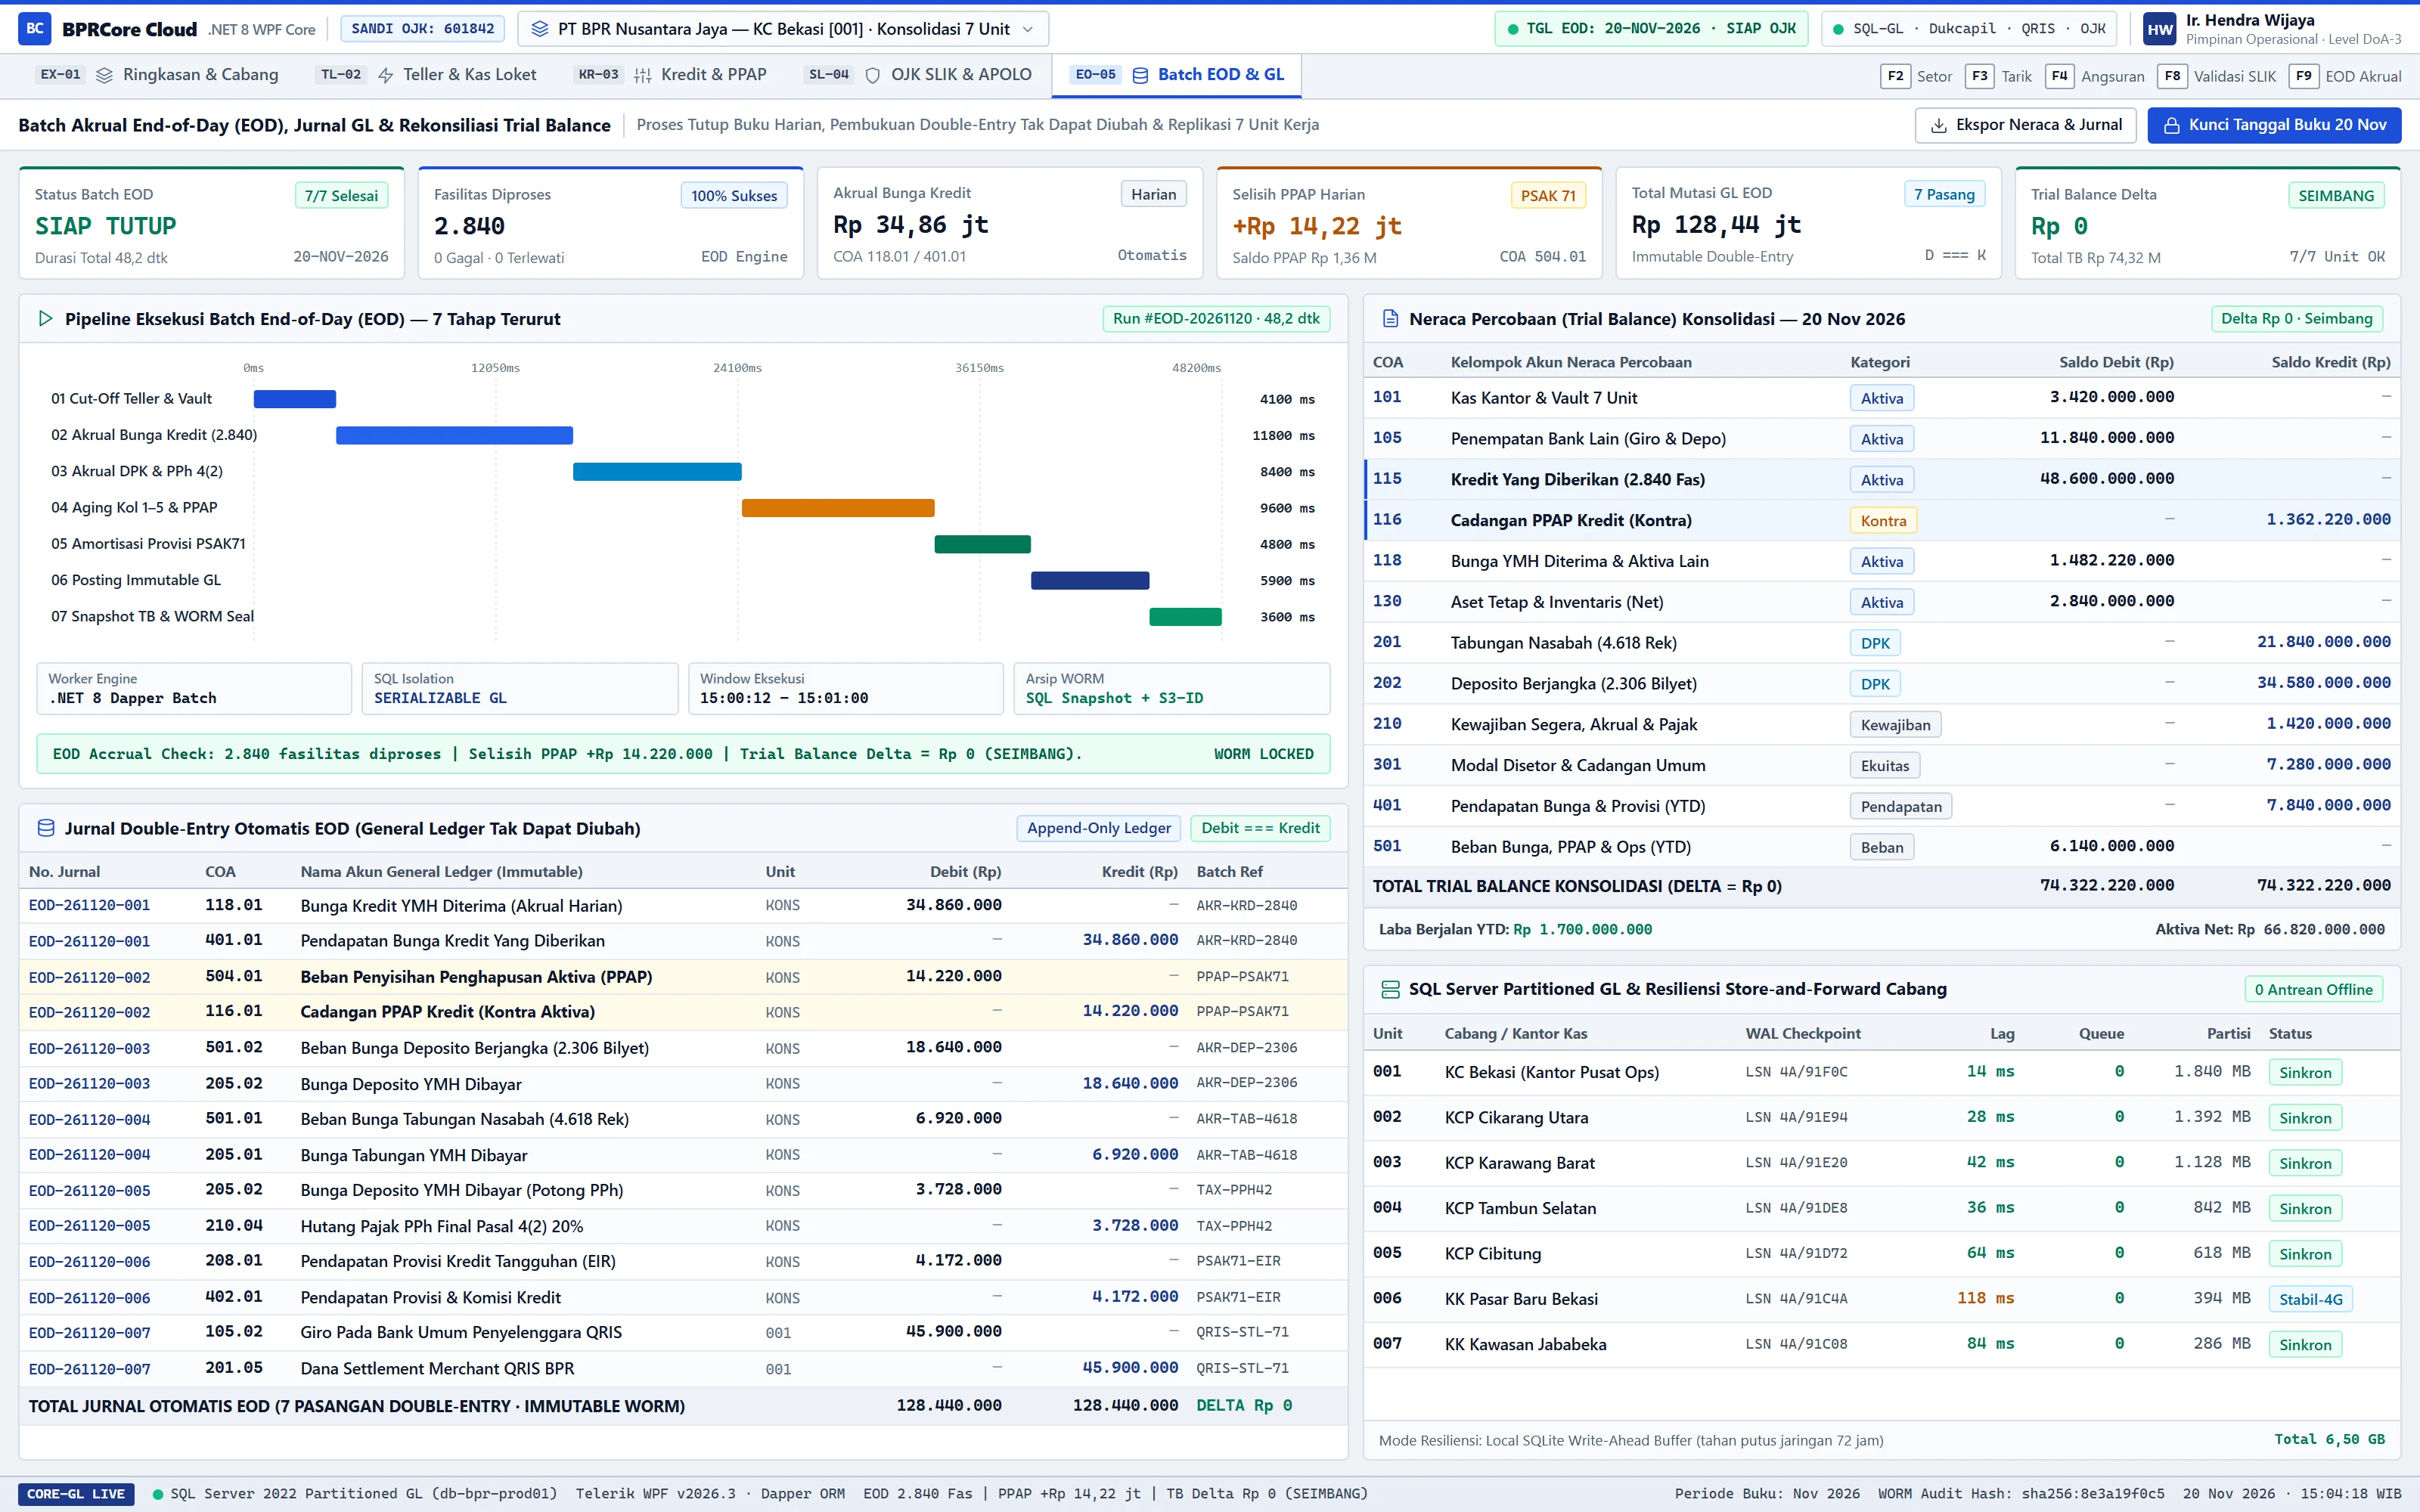 BC BPRCore Cloud .NET 8 WPF Core SANDI OJK: 601842 PT BPR Nusantara Jaya — KC Bekasi [001] · Konsolidasi 7 Unit TGL EOD: 20-NOV-2026 · SIAP OJK SQL-GL · Dukcapil · QRIS · OJK HW Ir. Hendra Wijaya
Pimpinan Operasional · Level DoA-3
EX-01 Ringkasan & Cabang TL-02 Teller & Kas Loket KR-03 Kredit & PPAP SL-04 OJK SLIK & APOLO EO-05 Batch EOD & GL F2 Setor F3 Tarik F4 Angsuran F8 Validasi SLIK F9 EOD Akrual
Batch Akrual End-of-Day (EOD), Jurnal GL & Rekonsiliasi Trial Balance Proses Tutup Buku Harian, Pembukuan Double-Entry Tak Dapat Diubah & Replikasi 7 Unit Kerja Ekspor Neraca & Jurnal Kunci Tanggal Buku 20 Nov
Status Batch EOD 7/7 Selesai
SIAP TUTUP
Durasi Total 48,2 dtk 20-NOV-2026
Fasilitas Diproses 100% Sukses
2.840
0 Gagal · 0 Terlewati EOD Engine
Akrual Bunga Kredit Harian
Rp 34,86 jt
COA 118.01 / 401.01 Otomatis
Selisih PPAP Harian PSAK 71
+Rp 14,22 jt
Saldo PPAP Rp 1,36 M COA 504.01
Total Mutasi GL EOD 7 Pasang
Rp 128,44 jt
Immutable Double-Entry D === K
Trial Balance Delta SEIMBANG
Rp 0
Total TB Rp 74,32 M 7/7 Unit OK
Pipeline Eksekusi Batch End-of-Day (EOD) — 7 Tahap Terurut Run #EOD-20261120 · 48,2 dtk
0ms 12050ms 24100ms 36150ms 48200ms
01 Cut-Off Teller & Vault 4100 ms
02 Akrual Bunga Kredit (2.840) 11800 ms
03 Akrual DPK & PPh 4(2) 8400 ms
04 Aging Kol 1–5 & PPAP 9600 ms
05 Amortisasi Provisi PSAK71 4800 ms
06 Posting Immutable GL 5900 ms
07 Snapshot TB & WORM Seal 3600 ms
Worker Engine
.NET 8 Dapper Batch
SQL Isolation
SERIALIZABLE GL
Window Eksekusi
15:00:12 – 15:01:00
Arsip WORM
SQL Snapshot + S3-ID
EOD Accrual Check: 2.840 fasilitas diproses | Selisih PPAP +Rp 14.220.000 | Trial Balance Delta = Rp 0 (SEIMBANG). WORM LOCKED
Jurnal Double-Entry Otomatis EOD (General Ledger Tak Dapat Diubah) Append-Only Ledger Debit === Kredit
No. Jurnal COA Nama Akun General Ledger (Immutable) Unit Debit (Rp) Kredit (Rp) Batch Ref
EOD-261120-001 118.01 Bunga Kredit YMH Diterima (Akrual Harian) KONS 34.860.000 — AKR-KRD-2840
EOD-261120-001 401.01 Pendapatan Bunga Kredit Yang Diberikan KONS — 34.860.000 AKR-KRD-2840
EOD-261120-002 504.01 Beban Penyisihan Penghapusan Aktiva (PPAP) KONS 14.220.000 — PPAP-PSAK71
EOD-261120-002 116.01 Cadangan PPAP Kredit (Kontra Aktiva) KONS — 14.220.000 PPAP-PSAK71
EOD-261120-003 501.02 Beban Bunga Deposito Berjangka (2.306 Bilyet) KONS 18.640.000 — AKR-DEP-2306
EOD-261120-003 205.02 Bunga Deposito YMH Dibayar KONS — 18.640.000 AKR-DEP-2306
EOD-261120-004 501.01 Beban Bunga Tabungan Nasabah (4.618 Rek) KONS 6.920.000 — AKR-TAB-4618
EOD-261120-004 205.01 Bunga Tabungan YMH Dibayar KONS — 6.920.000 AKR-TAB-4618
EOD-261120-005 205.02 Bunga Deposito YMH Dibayar (Potong PPh) KONS 3.728.000 — TAX-PPH42
EOD-261120-005 210.04 Hutang Pajak PPh Final Pasal 4(2) 20% KONS — 3.728.000 TAX-PPH42
EOD-261120-006 208.01 Pendapatan Provisi Kredit Tangguhan (EIR) KONS 4.172.000 — PSAK71-EIR
EOD-261120-006 402.01 Pendapatan Provisi & Komisi Kredit KONS — 4.172.000 PSAK71-EIR
EOD-261120-007 105.02 Giro Pada Bank Umum Penyelenggara QRIS 001 45.900.000 — QRIS-STL-71
EOD-261120-007 201.05 Dana Settlement Merchant QRIS BPR 001 — 45.900.000 QRIS-STL-71
TOTAL JURNAL OTOMATIS EOD (7 PASANGAN DOUBLE-ENTRY · IMMUTABLE WORM) 128.440.000 128.440.000 DELTA Rp 0
Neraca Percobaan (Trial Balance) Konsolidasi — 20 Nov 2026 Delta Rp 0 · Seimbang
COA Kelompok Akun Neraca Percobaan Kategori Saldo Debit (Rp) Saldo Kredit (Rp)
101 Kas Kantor & Vault 7 Unit Aktiva 3.420.000.000 —
105 Penempatan Bank Lain (Giro & Depo) Aktiva 11.840.000.000 —
115 Kredit Yang Diberikan (2.840 Fas) Aktiva 48.600.000.000 —
116 Cadangan PPAP Kredit (Kontra) Kontra — 1.362.220.000
118 Bunga YMH Diterima & Aktiva Lain Aktiva 1.482.220.000 —
130 Aset Tetap & Inventaris (Net) Aktiva 2.840.000.000 —
201 Tabungan Nasabah (4.618 Rek) DPK — 21.840.000.000
202 Deposito Berjangka (2.306 Bilyet) DPK — 34.580.000.000
210 Kewajiban Segera, Akrual & Pajak Kewajiban — 1.420.000.000
301 Modal Disetor & Cadangan Umum Ekuitas — 7.280.000.000
401 Pendapatan Bunga & Provisi (YTD) Pendapatan — 7.840.000.000
501 Beban Bunga, PPAP & Ops (YTD) Beban 6.140.000.000 —
TOTAL TRIAL BALANCE KONSOLIDASI (DELTA = Rp 0) 74.322.220.000 74.322.220.000
Laba Berjalan YTD: Rp 1.700.000.000 Aktiva Net: Rp 66.820.000.000
SQL Server Partitioned GL & Resiliensi Store-and-Forward Cabang 0 Antrean Offline
Unit Cabang / Kantor Kas WAL Checkpoint Lag Queue Partisi Status
001 KC Bekasi (Kantor Pusat Ops) LSN 4A/91F0C 14 ms 0 1.840 MB Sinkron
002 KCP Cikarang Utara LSN 4A/91E94 28 ms 0 1.392 MB Sinkron
003 KCP Karawang Barat LSN 4A/91E20 42 ms 0 1.128 MB Sinkron
004 KCP Tambun Selatan LSN 4A/91DE8 36 ms 0 842 MB Sinkron
005 KCP Cibitung LSN 4A/91D72 64 ms 0 618 MB Sinkron
006 KK Pasar Baru Bekasi LSN 4A/91C4A 118 ms 0 394 MB Stabil-4G
007 KK Kawasan Jababeka LSN 4A/91C08 84 ms 0 286 MB Sinkron
Mode Resiliensi: Local SQLite Write-Ahead Buffer (tahan putus jaringan 72 jam) Total 6,50 GB
CORE-GL LIVE SQL Server 2022 Partitioned GL (db-bpr-prod01) Telerik WPF v2026.3 · Dapper ORM EOD 2.840 Fas | PPAP +Rp 14,22 jt | TB Delta Rp 0 (SEIMBANG) Periode Buku: Nov 2026 WORM Audit Hash: sha256:8e3a19f0c5 20 Nov 2026 · 15:04:18 WIB